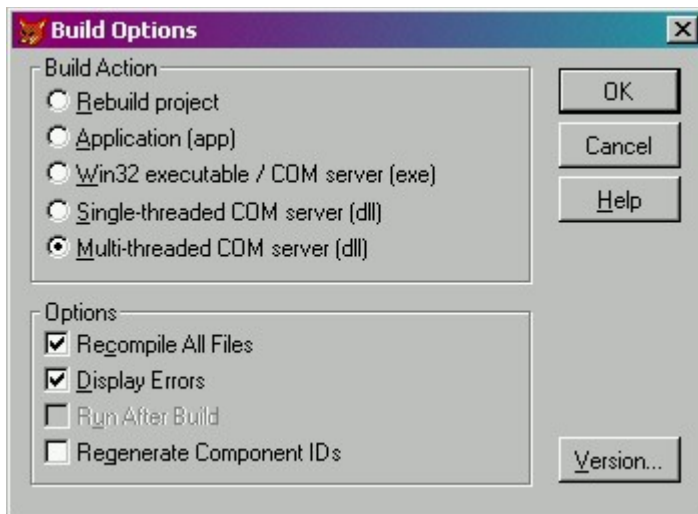 Build Options
Build Action
Rebuild project
Application (app)
Win32 executable / COM server (exe)
Single-threaded COM server (dll)
Multi-threaded COM server (dll)
OK
Cancel
Help
Options
Recompile All Files
Display Errors
Run After Build
Regenerate Component IDs
Version...